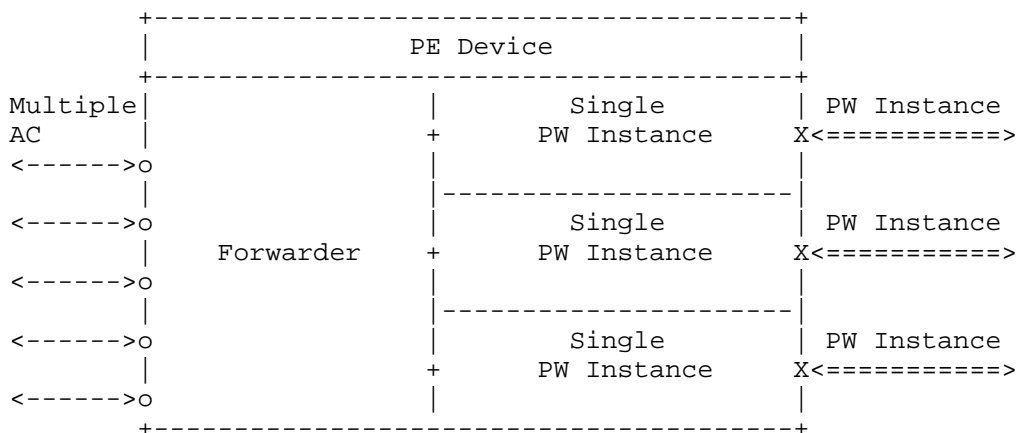 PE Device
Multiple Single PW Instance
AC + PW Instance X<===========>
<------>o
<------>o Single PW Instance
Forwarder + PW Instance X<===========>
<------>o
<------>o Single PW Instance
+ PW Instance X<===========>
<------>o